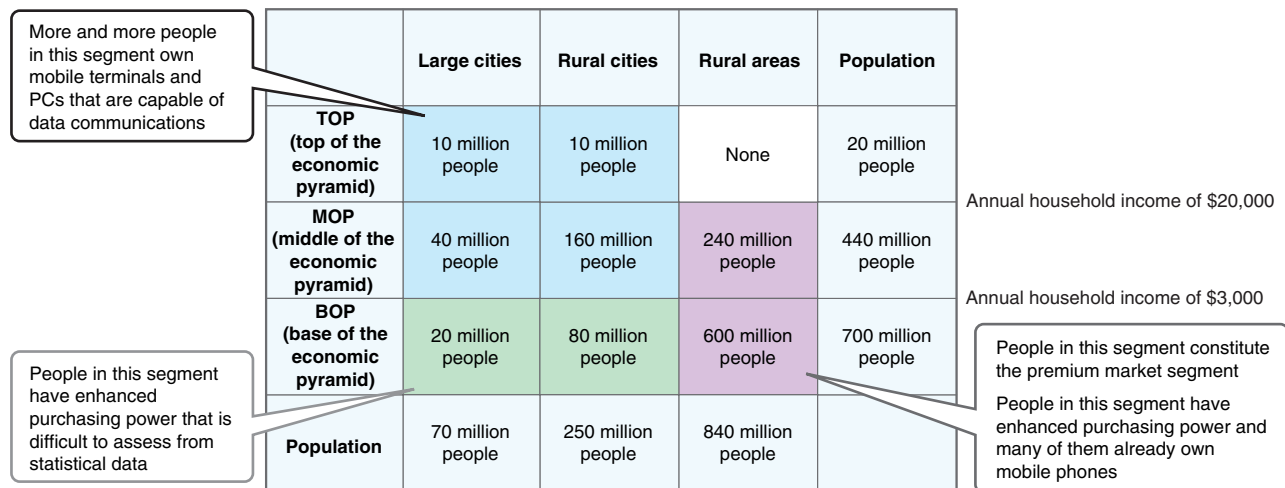 More and more people
in this segment own
mobile terminals and
PCs that are capable of
data communications
Large cities
Rural cities
Rural areas
Population
TOP
(top of the
economic
pyramid)
10 million
people
10 million
people
None
20 million
people
Annual household income of $20,000
MOP
(middle of the
economic
pyramid)
40 million
people
160 million
people
240 million
people
440 million
people
Annual household income of $3,000
BOP
(base of the
economic
pyramid)
20 million
people
80 million
people
600 million
people
700 million
people
People in this segment
have enhanced
purchasing power that is
difficult to assess from
statistical data
People in this segment constitute
the premium market segment
People in this segment have
enhanced purchasing power and
many of them already own
mobile phones
Population
70 million
people
250 million
people
840 million
people